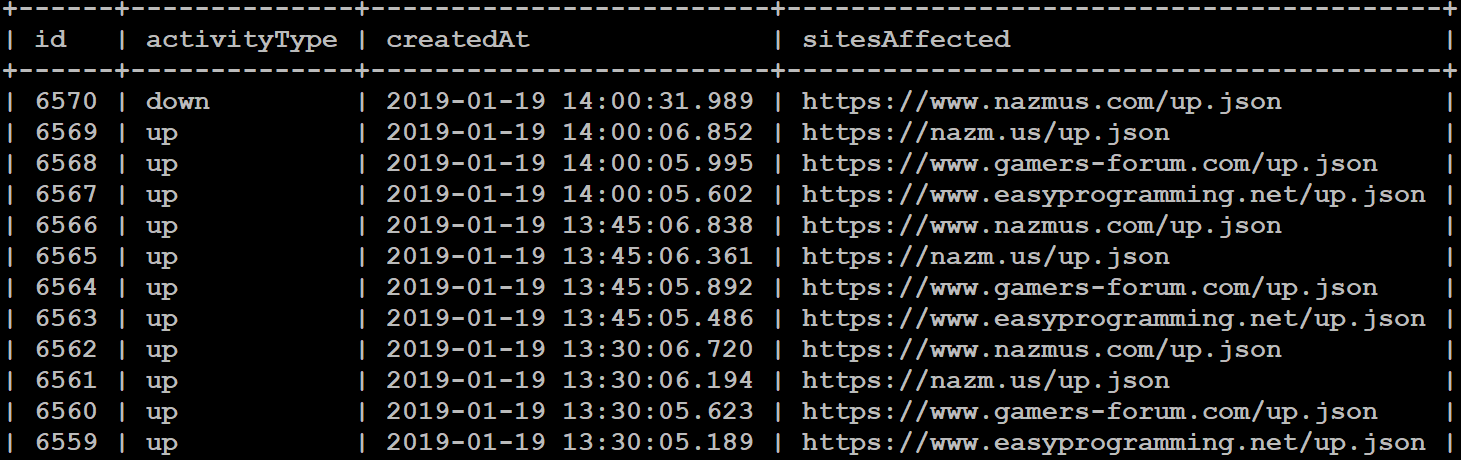 +------+--------------+-------------------------+-----------------------------------------+
| id   | activityType | createdAt               | sitesAffected                           |
+------+--------------+-------------------------+-----------------------------------------+
| 6570 | down         | 2019-01-19 14:00:31.989 | https://www.nazmus.com/up.json          |
| 6569 | up           | 2019-01-19 14:00:06.852 | https://nazm.us/up.json                 |
| 6568 | up           | 2019-01-19 14:00:05.995 | https://www.gamers-forum.com/up.json    |
| 6567 | up           | 2019-01-19 14:00:05.602 | https://www.easyprogramming.net/up.json |
| 6566 | up           | 2019-01-19 13:45:06.838 | https://www.nazmus.com/up.json          |
| 6565 | up           | 2019-01-19 13:45:06.361 | https://nazm.us/up.json                 |
| 6564 | up           | 2019-01-19 13:45:05.892 | https://www.gamers-forum.com/up.json    |
| 6563 | up           | 2019-01-19 13:45:05.486 | https://www.easyprogramming.net/up.json |
| 6562 | up           | 2019-01-19 13:30:06.720 | https://www.nazmus.com/up.json          |
| 6561 | up           | 2019-01-19 13:30:06.194 | https://nazm.us/up.json                 |
| 6560 | up           | 2019-01-19 13:30:05.623 | https://www.gamers-forum.com/up.json    |
| 6559 | up           | 2019-01-19 13:30:05.189 | https://www.easyprogramming.net/up.json |